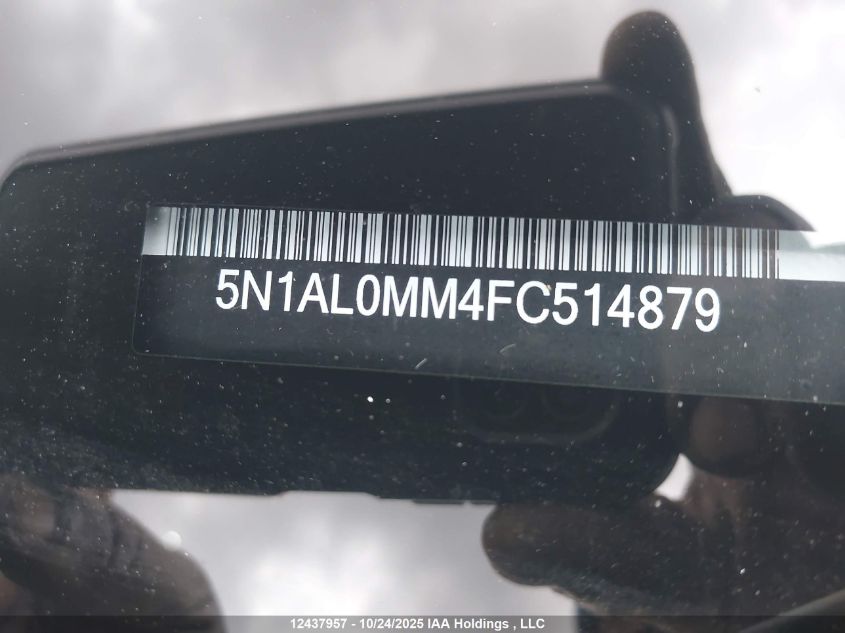 5N1AL0MM4FC514879
12437957 - 10/24/2025 IAA Holdings , LLC